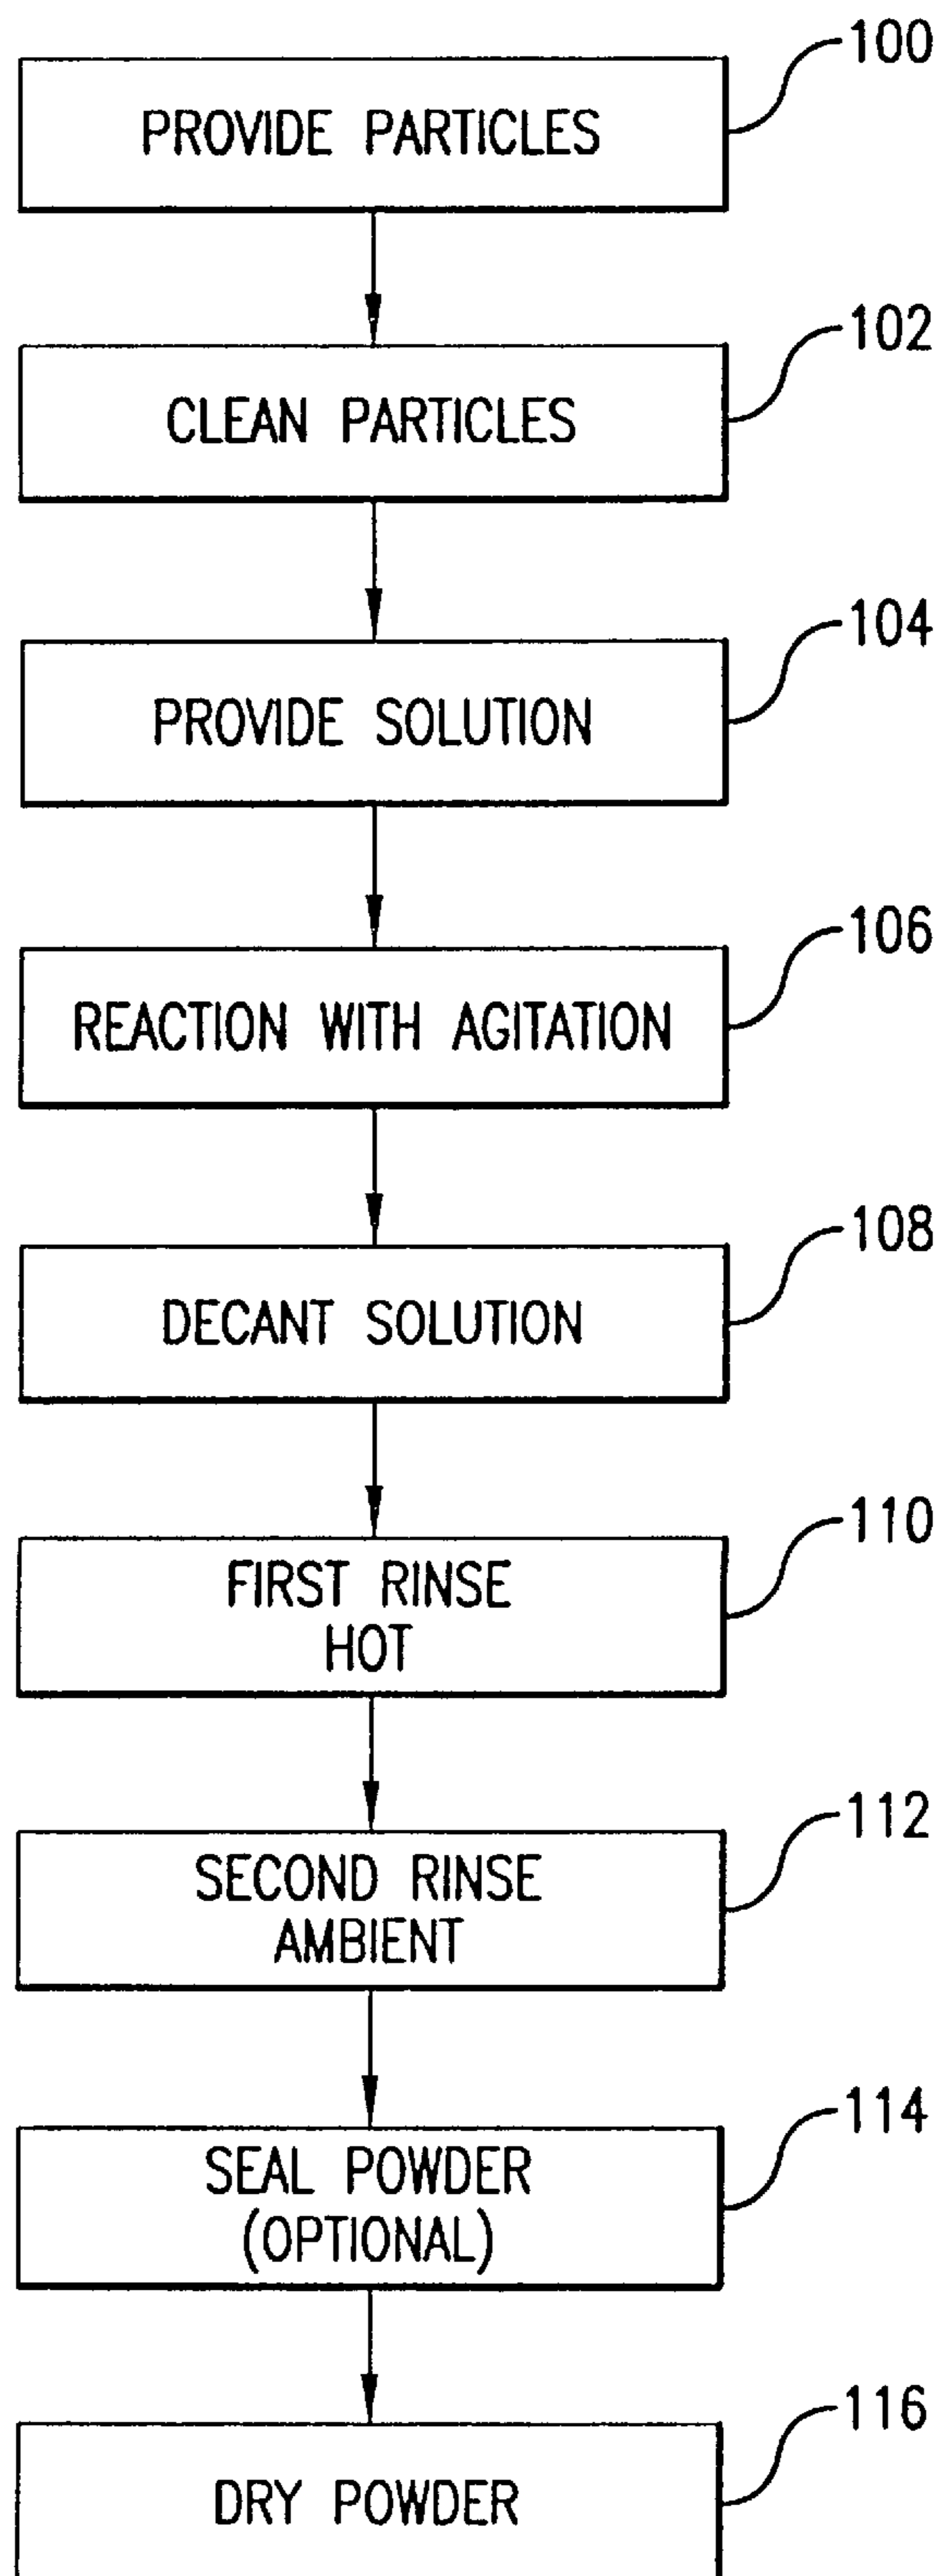 100
PROVIDE PARTICLES
102
CLEAN PARTICLES
104
PROVIDE SOLUTION
106
REACTION WITH AGITATION
108
DECANT SOLUTION
110
FIRST RINSE
HOT
112
SECOND RINSE
AMBIENT
114
SEAL POWDER
(OPTIONAL)
116
DRY POWDER